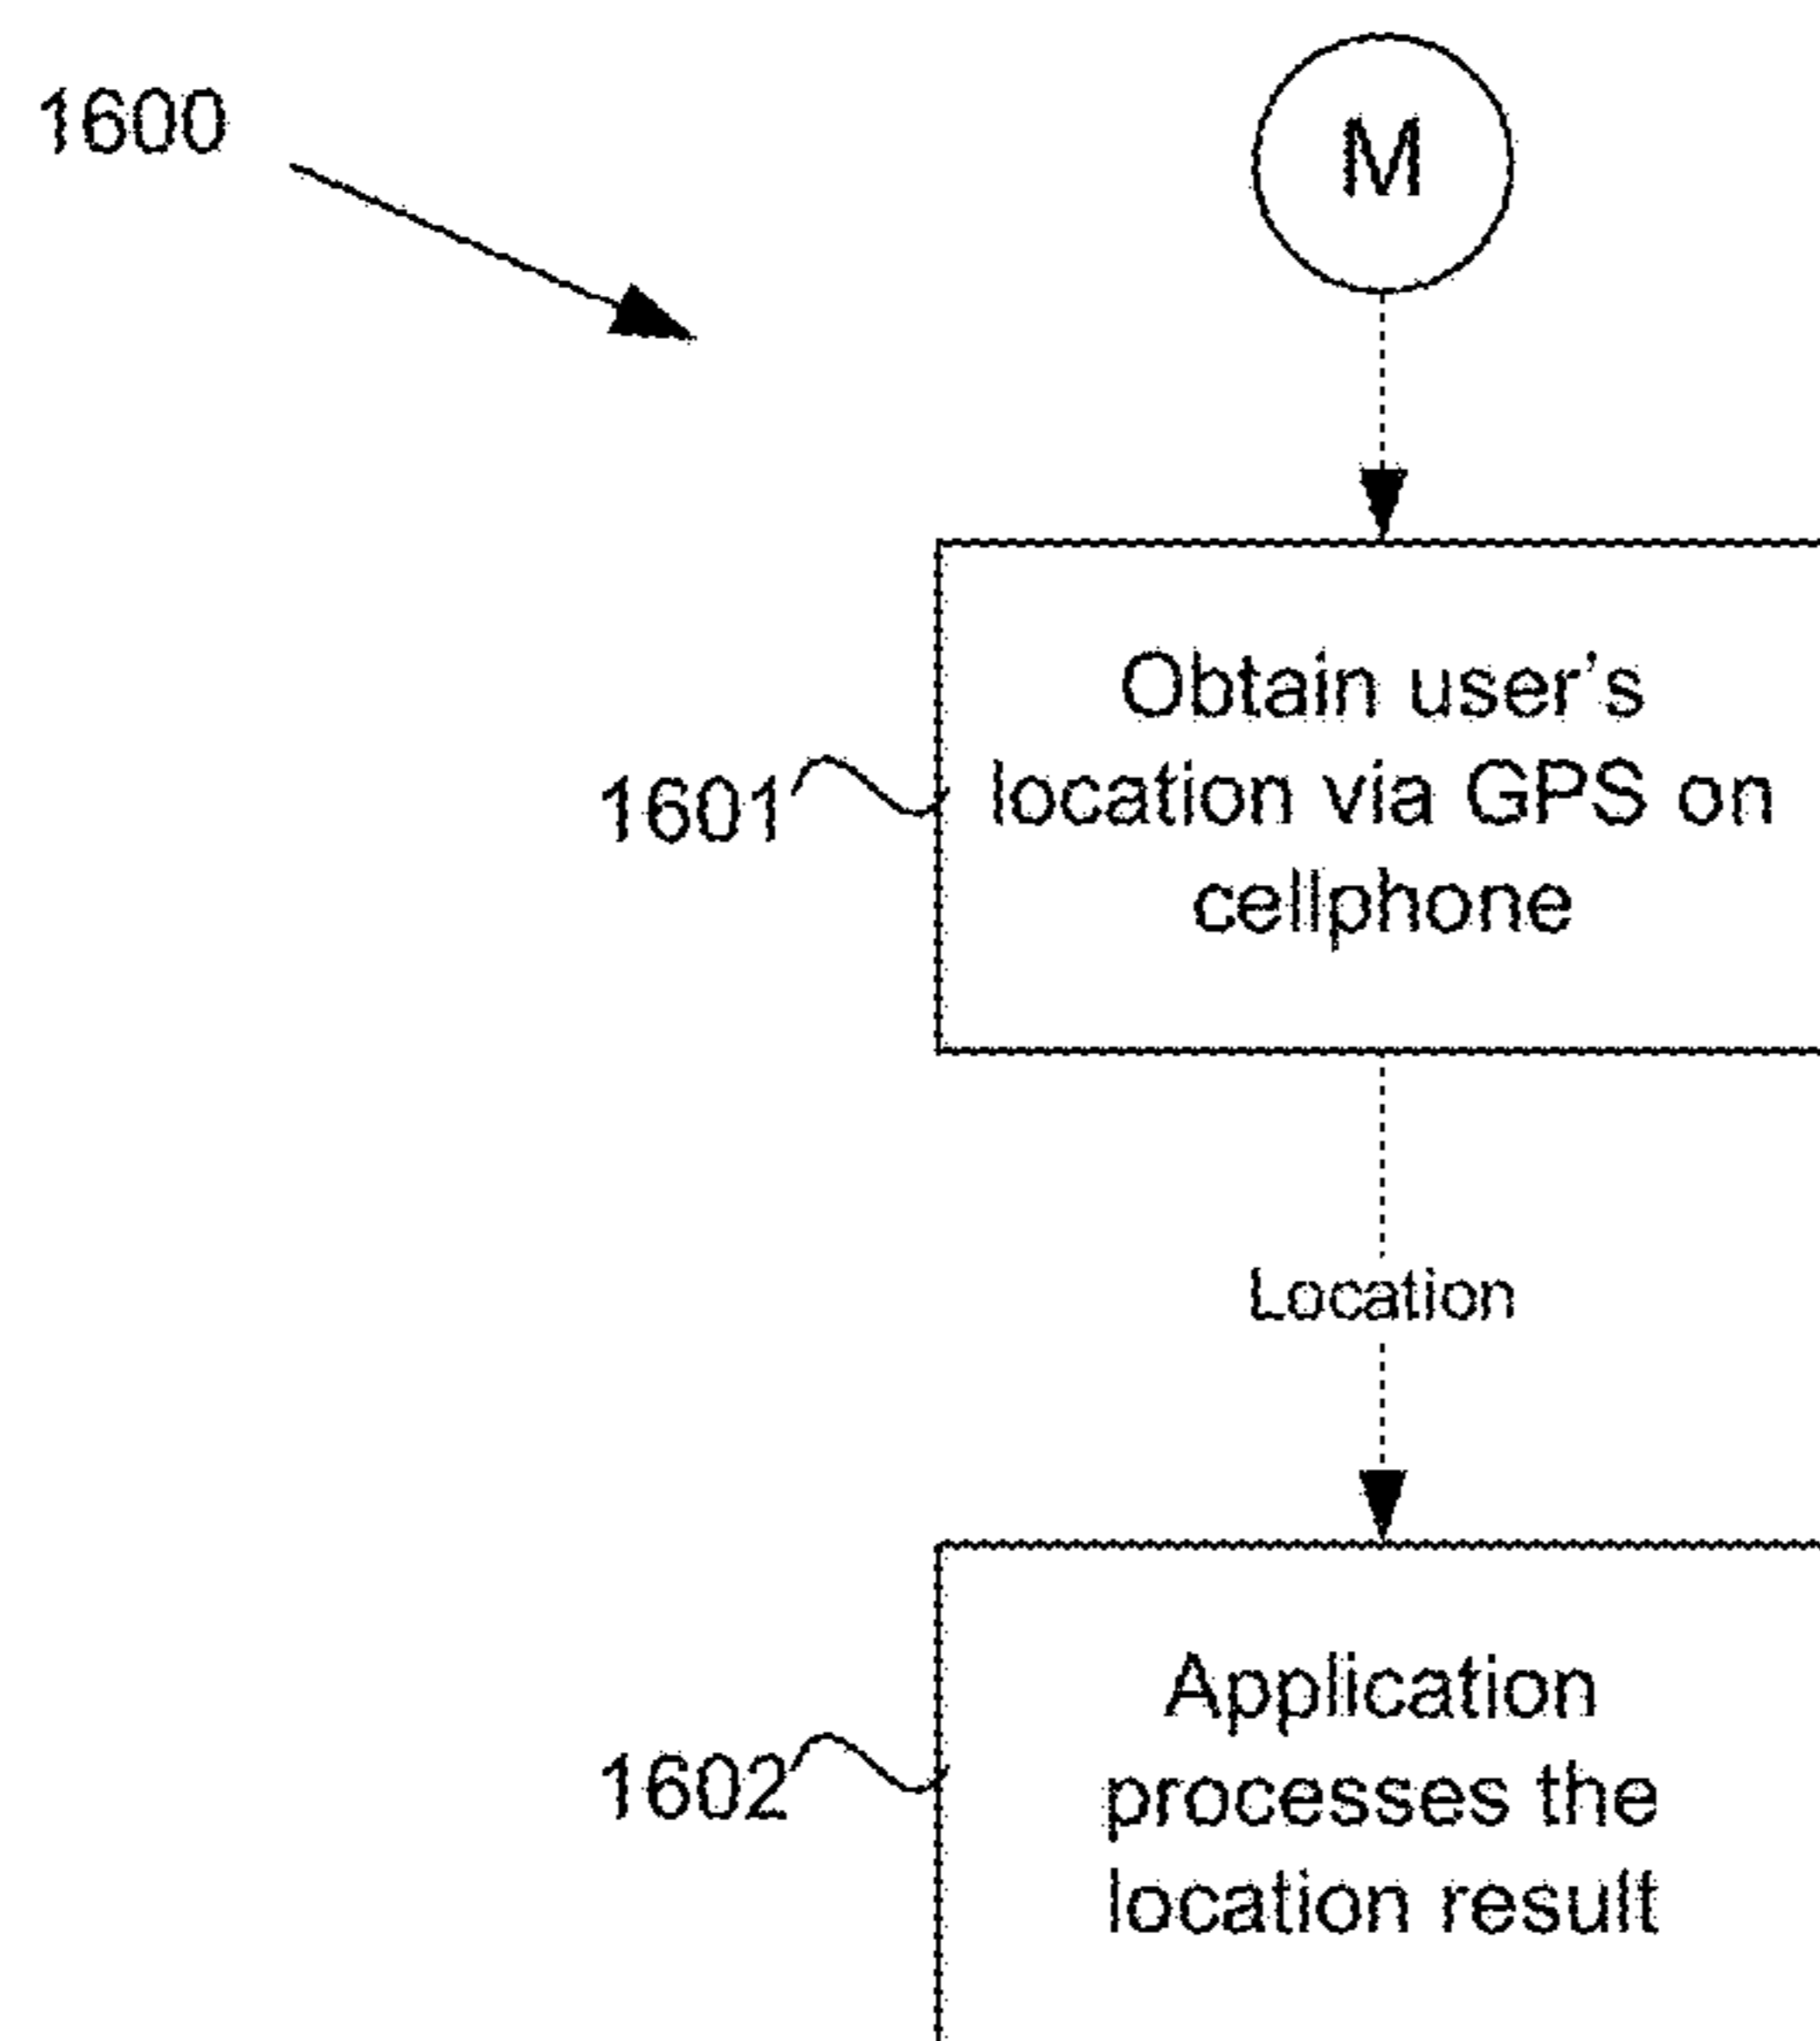 1600
M
Obtain user's
location via GPS on
cellphone
1601
Location
Application
processes the
location result
1602